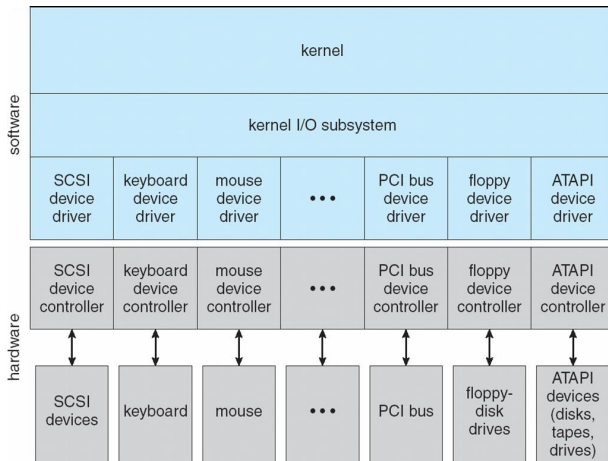 software
kernel
kernel I/O subsystem
SCSI
device
driver
keyboard
device
driver
mouse
device
driver
•••
PCI bus
device
driver
floppy
device
driver
ATAPI
device
driver
hardware
SCSI
device
controller
keyboard
device
controller
mouse
device
controller
•••
PCI bus
device
controller
floppy
device
controller
ATAPI
device
controller
SCSI
devices
keyboard
mouse
•••
PCI bus
floppy-
disk
drives
ATAPI
devices
(disks,
tapes,
drives)